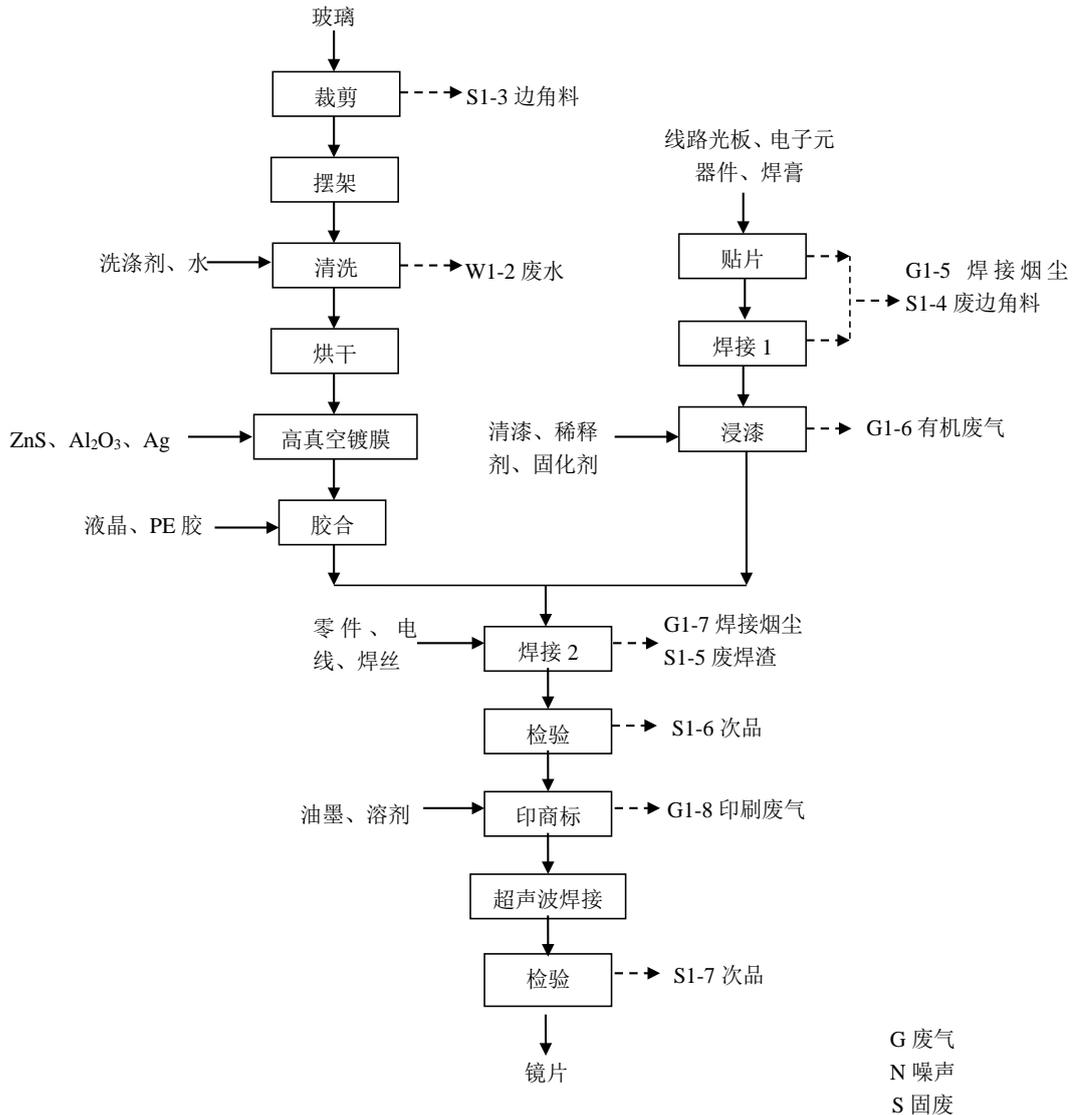 玻璃
裁剪
S1-3 边角料
摆架
洗涤剂、水
清洗
W1-2 废水
烘干
ZnS、Al₂O₃、Ag
高真空镀膜
液晶、PE 胶
胶合
线路光板、电子元
器件、焊膏
贴片
G1-5 焊接烟尘
S1-4 废边角料
焊接 1
清漆、稀释
剂、固化剂
浸漆
G1-6 有机废气
零件、电
线、焊丝
焊接 2
G1-7 焊接烟尘
S1-5 废焊渣
检验
S1-6 次品
油墨、溶剂
印商标
G1-8 印刷废气
超声波焊接
检验
S1-7 次品
镜片
G 废气
N 噪声
S 固废